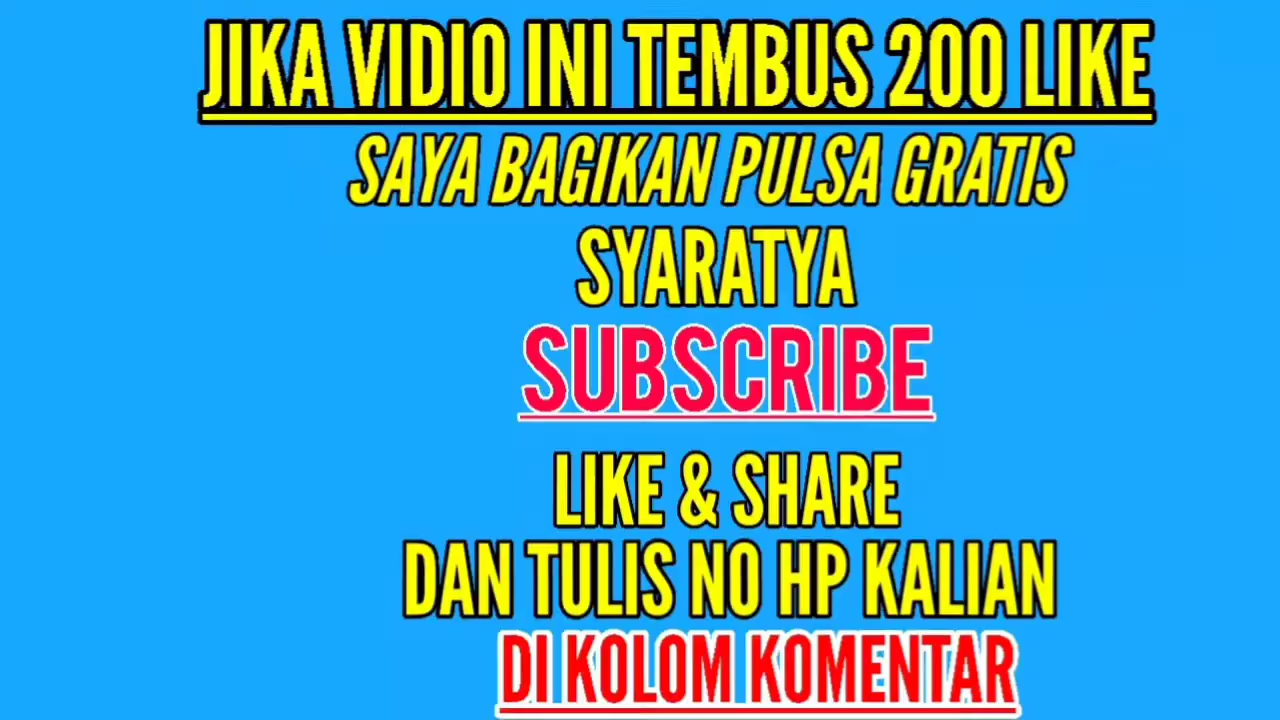 JIKA VIDIO INI TEMBUS 200 LIKE
SAYA BAGIKAN PULSA GRATIS
SYARATYA
SUBSCRIBE
LIKE & SHARE
DAN TULIS NO HP KALIAN
DI KOLOM KOMENTAR